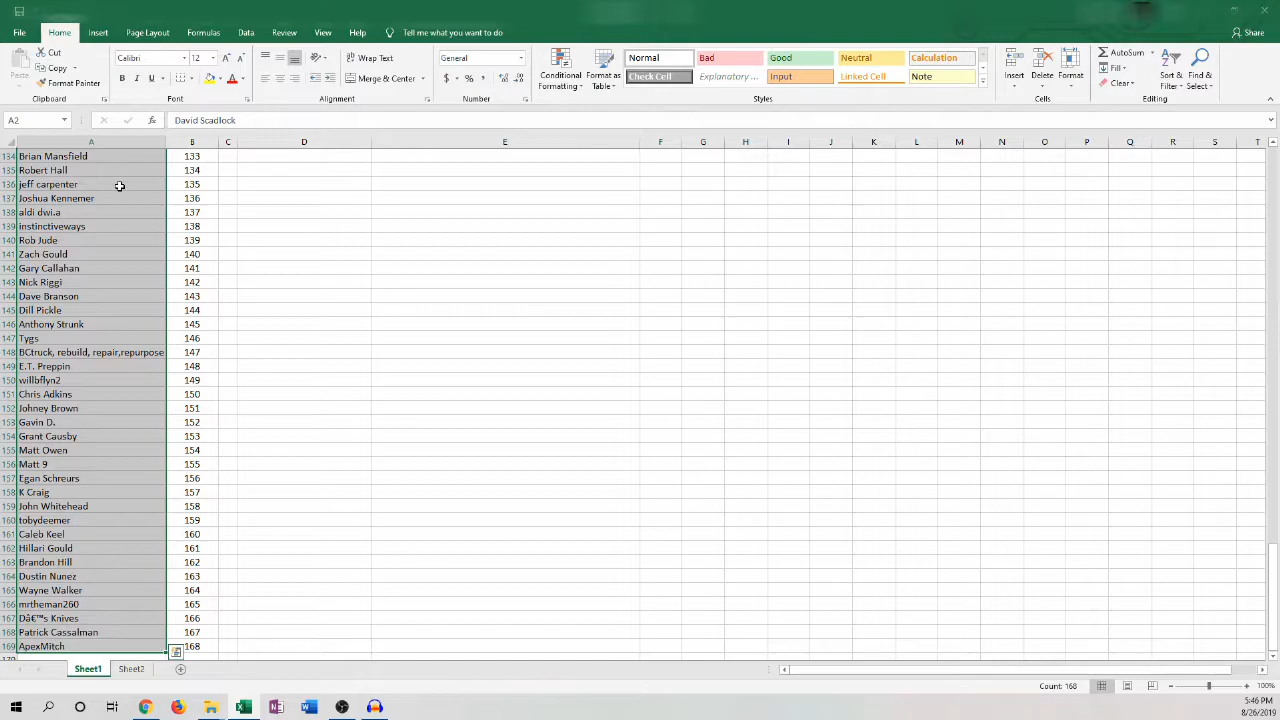 File Home Insert Page Layout Formulas Data Review View Help Tell me what you want to do Share
Cut Calibri 12 Wrap Text General Normal Bad Good Neutral Calculation AutoSum
Paste Copy Conditional Formatting Format as Table Insert Delete Format Fill Sort & Filter Find & Select
Format Painter B I U A Merge & Center $ % Check Cell Explanatory ... Input Linked Cell Note Clear
Clipboard Font Alignment Number Styles Cells Editing
A2 fx David Scadlock
A B C D E F G H I J K L M N O P Q R S T
134 Brian Mansfield 133
135 Robert Hall 134
136 jeff carpenter 135
137 Joshua Kennemer 136
138 aldi dwi.a 137
139 instinctiveways 138
140 Rob Jude 139
141 Zach Gould 140
142 Gary Callahan 141
143 Nick Riggi 142
144 Dave Branson 143
145 Dill Pickle 144
146 Anthony Strunk 145
147 Tygs 146
148 BCtruck, rebuild, repair,repurpose 147
149 E.T. Preppin 148
150 willbflyn2 149
151 Chris Adkins 150
152 Johney Brown 151
153 Gavin D. 152
154 Grant Causby 153
155 Matt Owen 154
156 Matt 9 155
157 Egan Schreurs 156
158 K Craig 157
159 John Whitehead 158
160 tobydeemer 159
161 Caleb Keel 160
162 Hillari Gould 161
163 Brandon Hill 162
164 Dustin Nunez 163
165 Wayne Walker 164
166 mrtheman260 165
167 Dâ€™s Knives 166
168 Patrick Cassalman 167
169 ApexMitch 168
Sheet1 Sheet2
Count: 168 100%
5:46 PM
8/26/2019